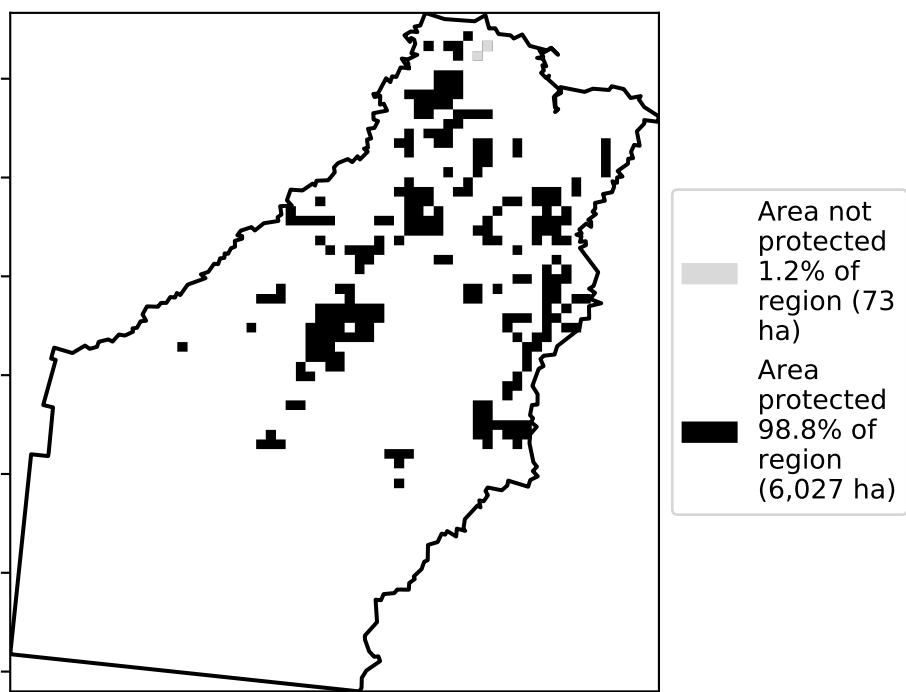 Area not
protected
1.2% of
region (73
ha)
Area
protected
98.8% of
region
(6,027 ha)